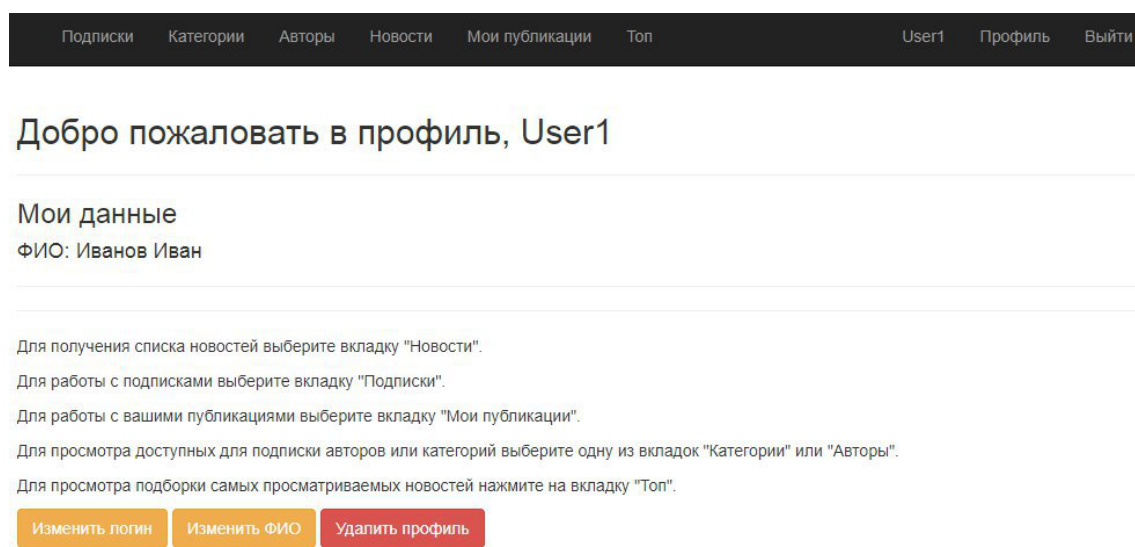 Подписки Категории Авторы Новости Мои публикации Топ User1 Профиль Выйти
Добро пожаловать в профиль, User1
Мои данные
ФИО: Иванов Иван
Для получения списка новостей выберите вкладку "Новости".
Для работы с подписками выберите вкладку "Подписки".
Для работы с вашими публикациями выберите вкладку "Мои публикации".
Для просмотра доступных для подписки авторов или категорий выберите одну из вкладок "Категории" или "Авторы".
Для просмотра подборки самых просматриваемых новостей нажмите на вкладку "Топ".
Изменить логин Изменить ФИО Удалить профиль